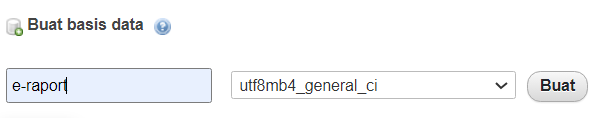 Buat basis data
e-raport utf8mb4_general_ci Buat